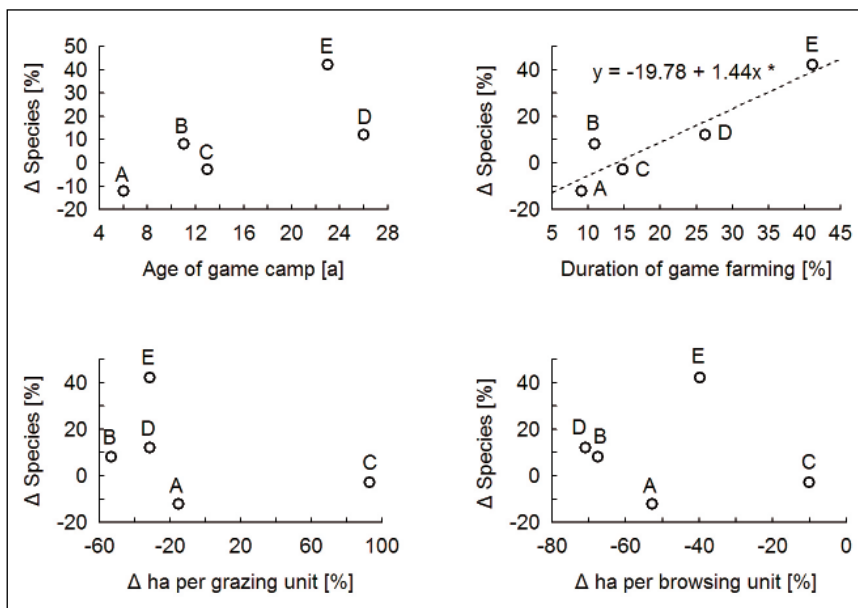 50
40
30
20
10
0
-10
-20
Δ Species [%]
A
B
C
E
D
4 8 12 16 20 24 28
Age of game camp [a]
y = -19.78 + 1.44x *
40
20
0
-20
Δ Species [%]
B
A
C
D
E
5 10 15 20 25 30 35 40 45
Duration of game farming [%]
40
20
0
-20
Δ Species [%]
B
E
D
A
C
-60 -20 20 60 100
Δ ha per grazing unit [%]
40
20
0
-20
Δ Species [%]
D
B
A
E
C
-80 -60 -40 -20 0
Δ ha per browsing unit [%]